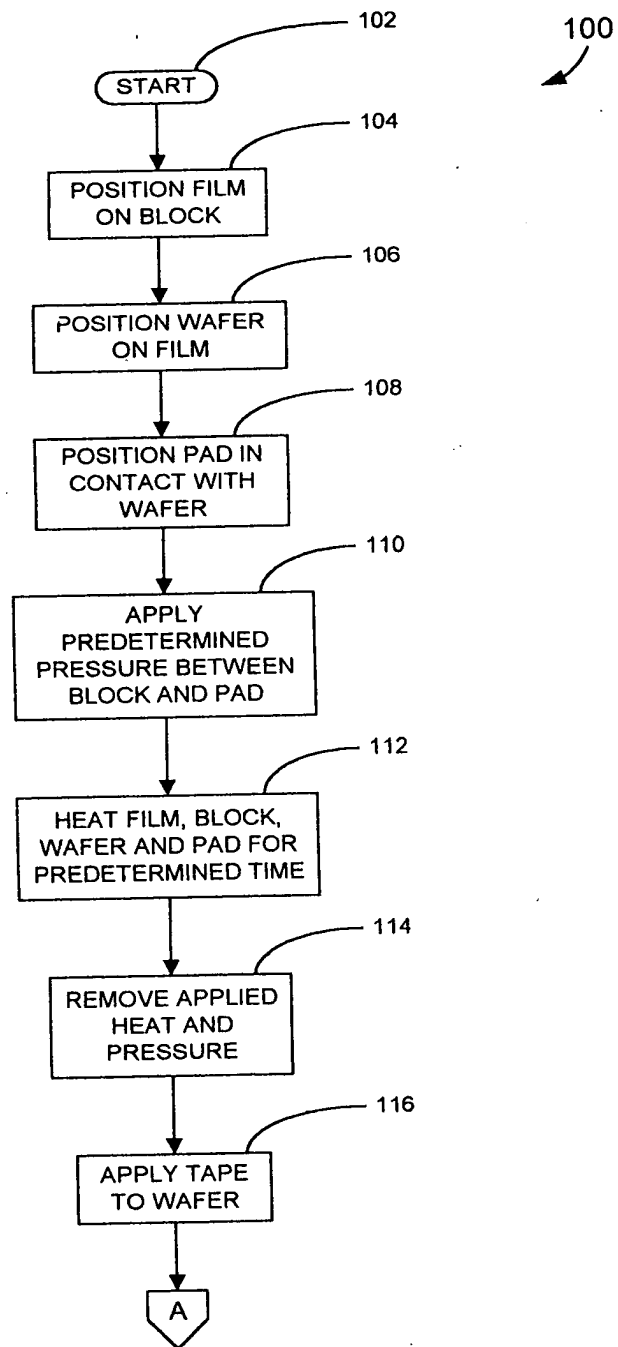 102
100
START
104
POSITION FILM
ON BLOCK
106
POSITION WAFER
ON FILM
108
POSITION PAD IN
CONTACT WITH
WAFER
110
APPLY
PREDETERMINED
PRESSURE BETWEEN
BLOCK AND PAD
112
HEAT FILM, BLOCK,
WAFER AND PAD FOR
PREDETERMINED TIME
114
REMOVE APPLIED
HEAT AND
PRESSURE
116
APPLY TAPE
TO WAFER
A